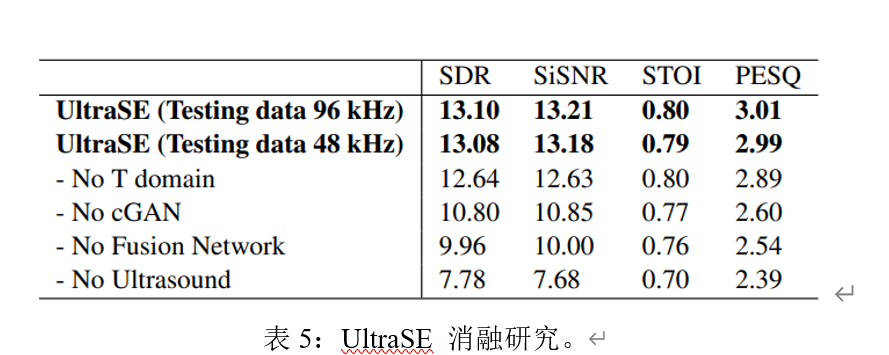 SDR SiSNR STOI PESQ
UltraSE (Testing data 96 kHz) 13.10 13.21 0.80 3.01
UltraSE (Testing data 48 kHz) 13.08 13.18 0.79 2.99
- No T domain 12.64 12.63 0.80 2.89
- No cGAN 10.80 10.85 0.77 2.60
- No Fusion Network 9.96 10.00 0.76 2.54
- No Ultrasound 7.78 7.68 0.70 2.39
表 5：UltraSE 消融研究。